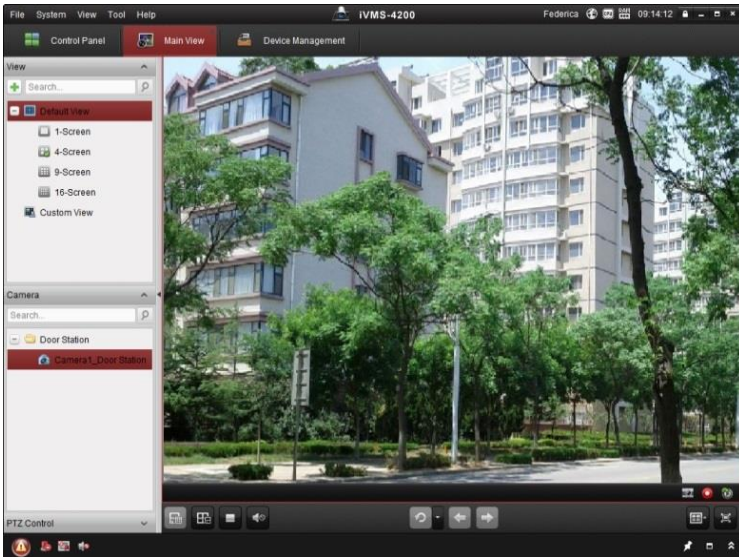 File System View Tool Help
iVMS-4200
Federica 09:14:12
Control Panel Main View Device Management
View
Search...
Default View
1-Screen
4-Screen
9-Screen
16-Screen
Custom View
Camera
Search...
Door Station
Camera1_Door Station
PTZ Control